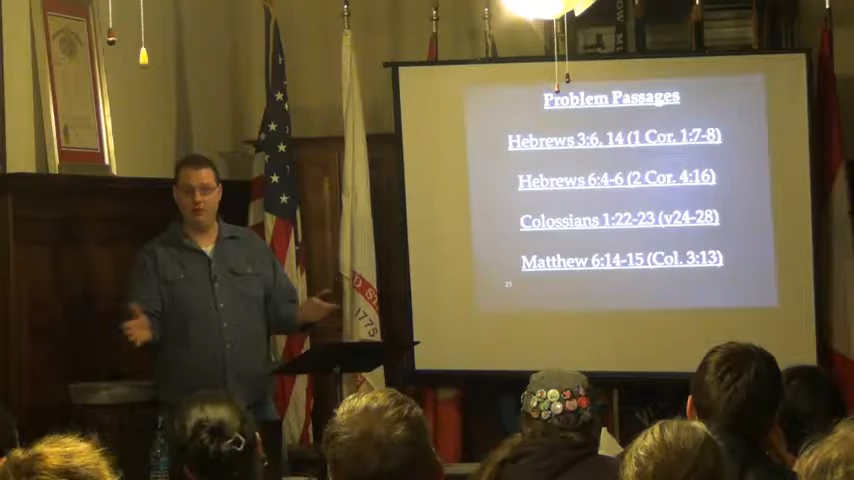 Problem Passages
Hebrews 3:6, 14 (1 Cor. 1:7-8)
Hebrews 6:4-6 (2 Cor. 4:16)
Colossians 1:22-23 (v24-28)
Matthew 6:14-15 (Col. 3:13)
1775